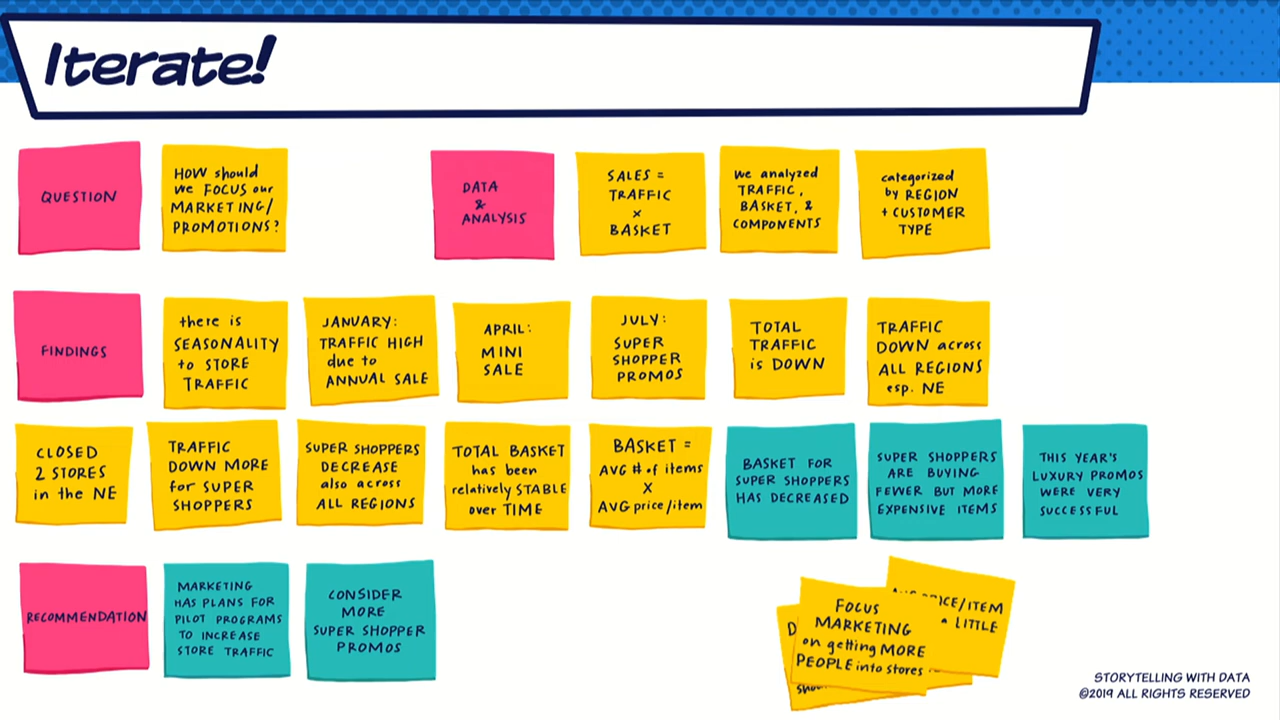 Iterate!
QUESTION
HOW should
we FOCUS our
MARKETING/
PROMOTIONS?
DATA
&
ANALYSIS
SALES =
TRAFFIC
x
BASKET
we analyzed
TRAFFIC,
BASKET, &
COMPONENTS
categorized
by REGION
+ CUSTOMER
TYPE
FINDINGS
there is
SEASONALITY
to STORE
TRAFFIC
JANUARY:
TRAFFIC HIGH
due to
ANNUAL SALE
APRIL:
MINI
SALE
JULY:
SUPER
SHOPPER
PROMOS
TOTAL
TRAFFIC
is DOWN
TRAFFIC
DOWN across
ALL REGIONS
esp. NE
CLOSED
2 STORES
in the NE
TRAFFIC
DOWN MORE
for SUPER
SHOPPERS
SUPER SHOPPERS
DECREASE
also across
ALL REGIONS
TOTAL BASKET
has been
relatively STABLE
over TIME
BASKET =
AVG # of items
X
AVG price/item
BASKET FOR
SUPER SHOPPERS
HAS DECREASED
SUPER SHOPPERS
ARE BUYING
FEWER BUT MORE
EXPENSIVE ITEMS
THIS YEAR'S
LUXURY PROMOS
WERE VERY
SUCCESSFUL
RECOMMENDATION
MARKETING
HAS PLANS FOR
PILOT PROGRAMS
TO INCREASE
STORE TRAFFIC
CONSIDER
MORE
SUPER SHOPPER
PROMOS
FOCUS
MARKETING
on getting MORE
PEOPLE into stores
PRICE/ITEM
a LITTLE
STORYTELLING WITH DATA
©2019 ALL RIGHTS RESERVED